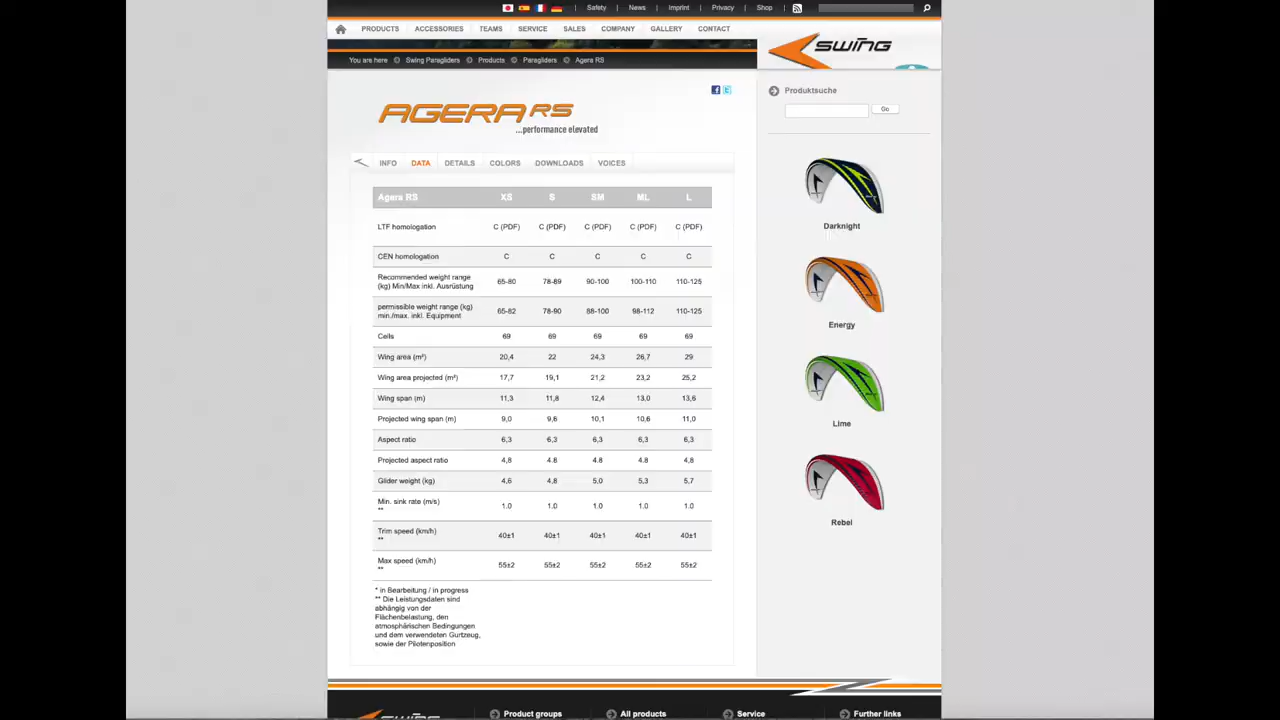 Safety News Imprint Privacy Shop
PRODUCTS ACCESSORIES TEAMS SERVICE SALES COMPANY GALLERY CONTACT
SWING
You are here Swing Paragliders Products Paragliders Agera RS
Produktsuche
Go
AGERA RS
...performance elevated
INFO DATA DETAILS COLORS DOWNLOADS VOICES
Agera RS XS S SM ML L
LTF homologation C (PDF) C (PDF) C (PDF) C (PDF) C (PDF)
CEN homologation C C C C C
Recommended weight range
(kg) Min/Max inkl. Ausrüstung 65-80 78-89 90-100 100-110 110-125
permissible weight range (kg)
min./max. inkl. Equipment 65-82 78-90 88-100 98-112 110-125
Cells 69 69 69 69 69
Wing area (m²) 20,4 22 24,3 26,7 29
Wing area projected (m²) 17,7 19,1 21,2 23,2 25,2
Wing span (m) 11,3 11,8 12,4 13,0 13,6
Projected wing span (m) 9,0 9,6 10,1 10,6 11,0
Aspect ratio 6,3 6,3 6,3 6,3 6,3
Projected aspect ratio 4,8 4.8 4.8 4.8 4,8
Glider weight (kg) 4,6 4,8 5.0 5,3 5,7
Min. sink rate (m/s)
** 1.0 1.0 1.0 1.0 1.0
Trim speed (km/h)
** 40±1 40±1 40±1 40±1 40±1
Max speed (km/h)
** 55±2 55±2 55±2 55±2 55±2
* in Bearbeitung / in progress
** Die Leistungsdaten sind
abhängig von der
Flächenbelastung, den
atmosphärischen Bedingungen
und dem verwendeten Gurtzeug,
sowie der Pilotenposition
Darknight
Energy
Lime
Rebel
SWING
Product groups All products Service Further links